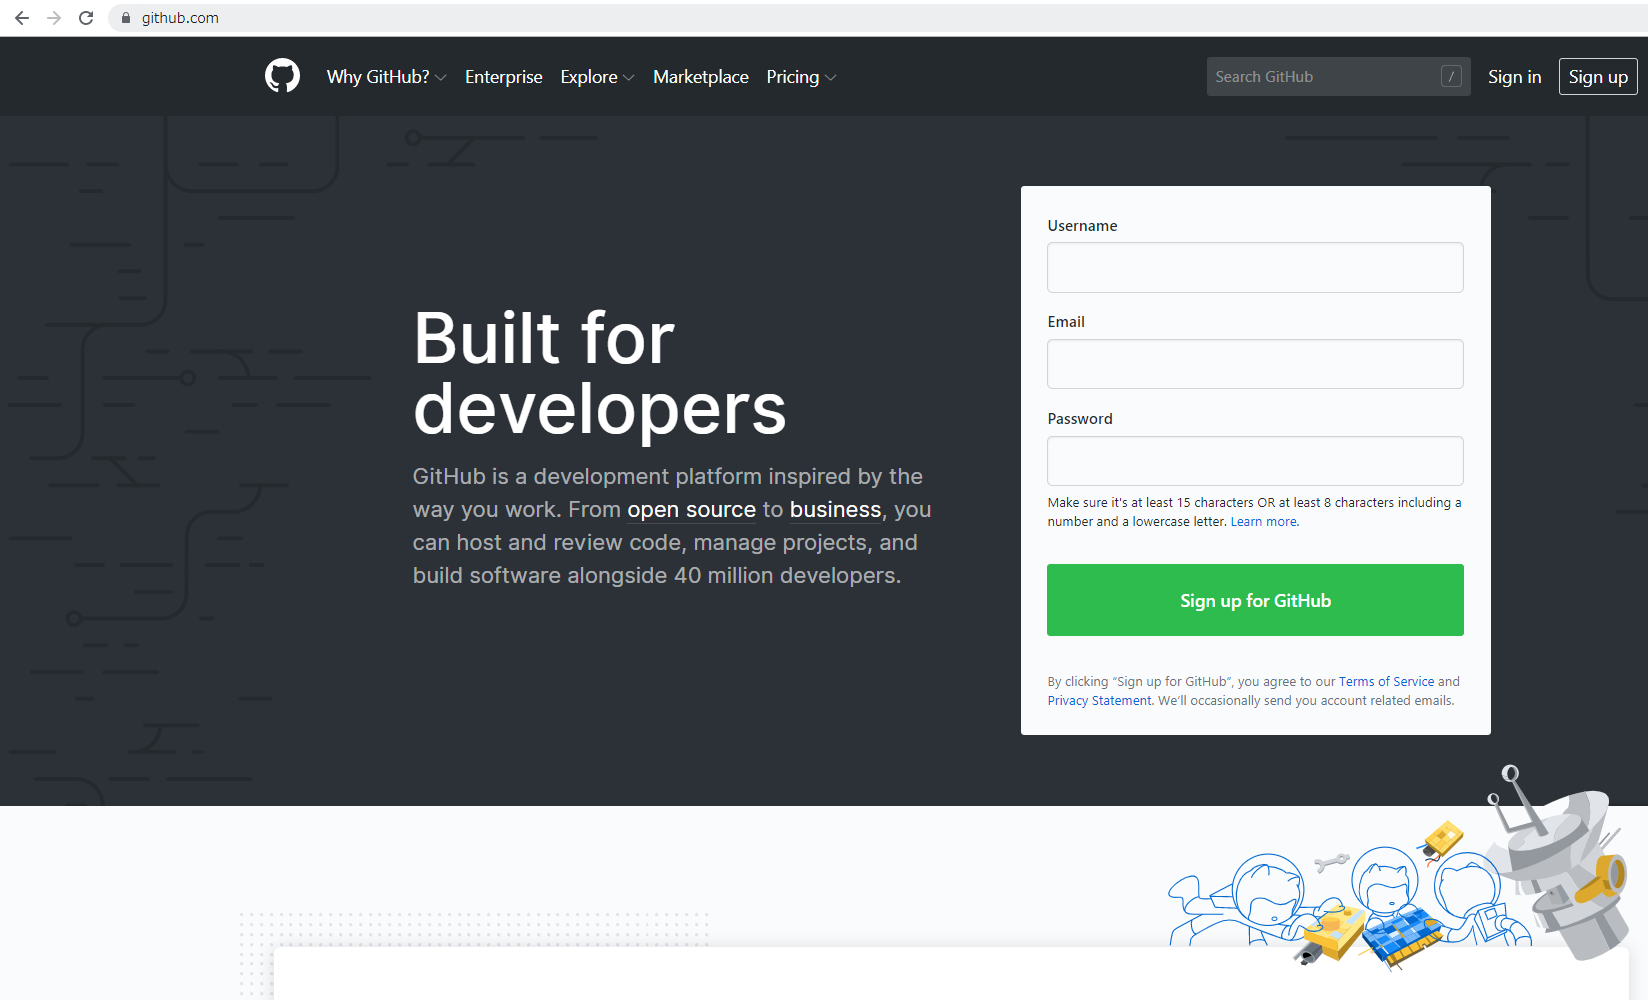 github.com
Why GitHub? Enterprise Explore Marketplace Pricing Search GitHub / Sign in Sign up
Built for
developers
GitHub is a development platform inspired by the
way you work. From open source to business, you
can host and review code, manage projects, and
build software alongside 40 million developers.
Username
Email
Password
Make sure it's at least 15 characters OR at least 8 characters including a
number and a lowercase letter. Learn more.
Sign up for GitHub
By clicking “Sign up for GitHub”, you agree to our Terms of Service and
Privacy Statement. We’ll occasionally send you account related emails.